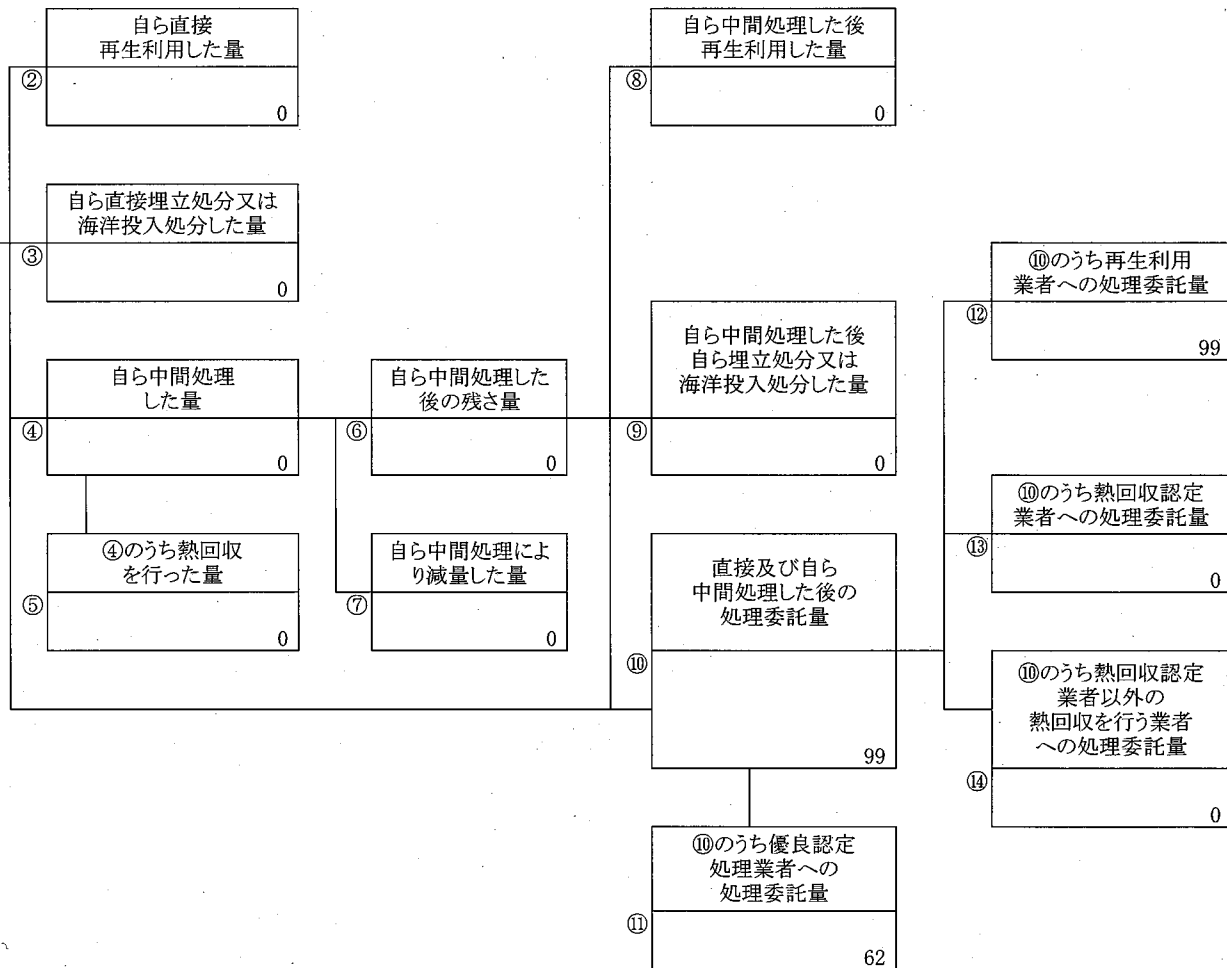 自ら直接
再生利用した量
②
0
自ら中間処理した後
再生利用した量
⑧
0
自ら直接埋立処分又は
海洋投入処分した量
③
0
⑩のうち再生利用
業者への処理委託量
⑫
99
自ら中間処理した後
自ら埋立処分又は
海洋投入処分した量
⑨
0
自ら中間処理
した量
④
0
自ら中間処理した
後の残さ量
⑥
0
⑩のうち熱回収認定
業者への処理委託量
⑬
0
④のうち熱回収
を行った量
⑤
0
自ら中間処理によ
り減量した量
⑦
0
直接及び自ら
中間処理した後の
処理委託量
⑩
99
⑩のうち熱回収認定
業者以外の
熱回収を行う業者
への処理委託量
⑭
0
⑩のうち優良認定
処理業者への
処理委託量
⑪
62